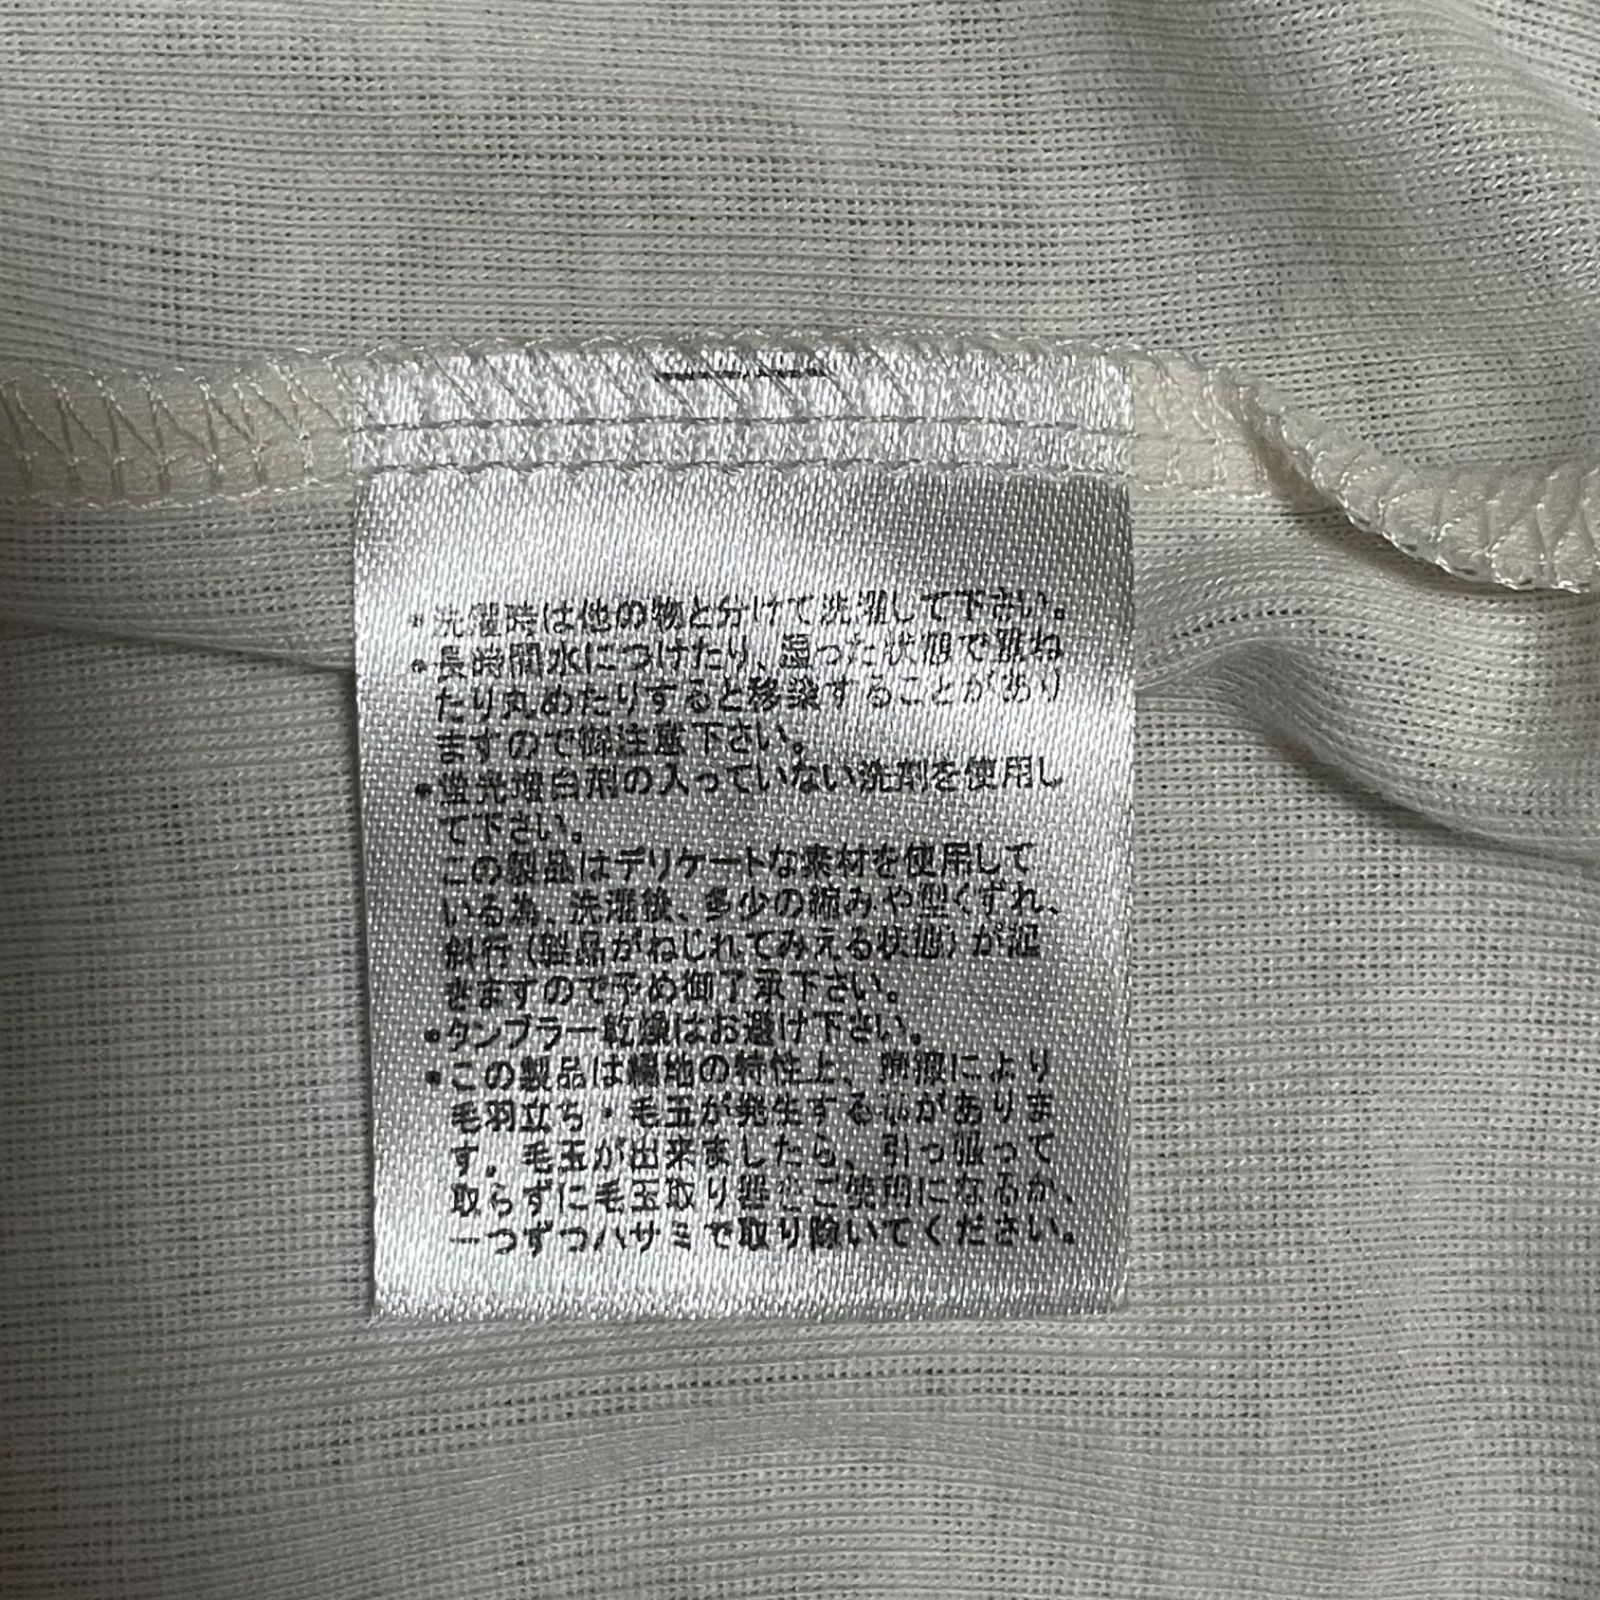 ・洗濯時は他の物と分けて洗濯して下さい。
・長時間水につけたり、湿った状態で跳ね
たり丸めたりすると移染することがあり
ますので御注意下さい。
・蛍光増白剤の入っていない洗剤を使用し
て下さい。
この製品はデリケートな素材を使用して
いる為、洗濯後、多少の縮みや型くずれ、
斜行(製品がねじれてみえる状態)が起
きますので予め御了承下さい。
・タンブラー乾燥はお避け下さい。
・この製品は編地の特性上、摩擦により
毛羽立ち・毛玉が発生する がありま
す。毛玉が出来ましたら、引っ張って
取らずに毛玉取り器をご使用になるか、
一つずつハサミで取り除いてください。